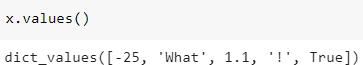 x.values()
dict_values([-25, 'What', 1.1, '!', True])